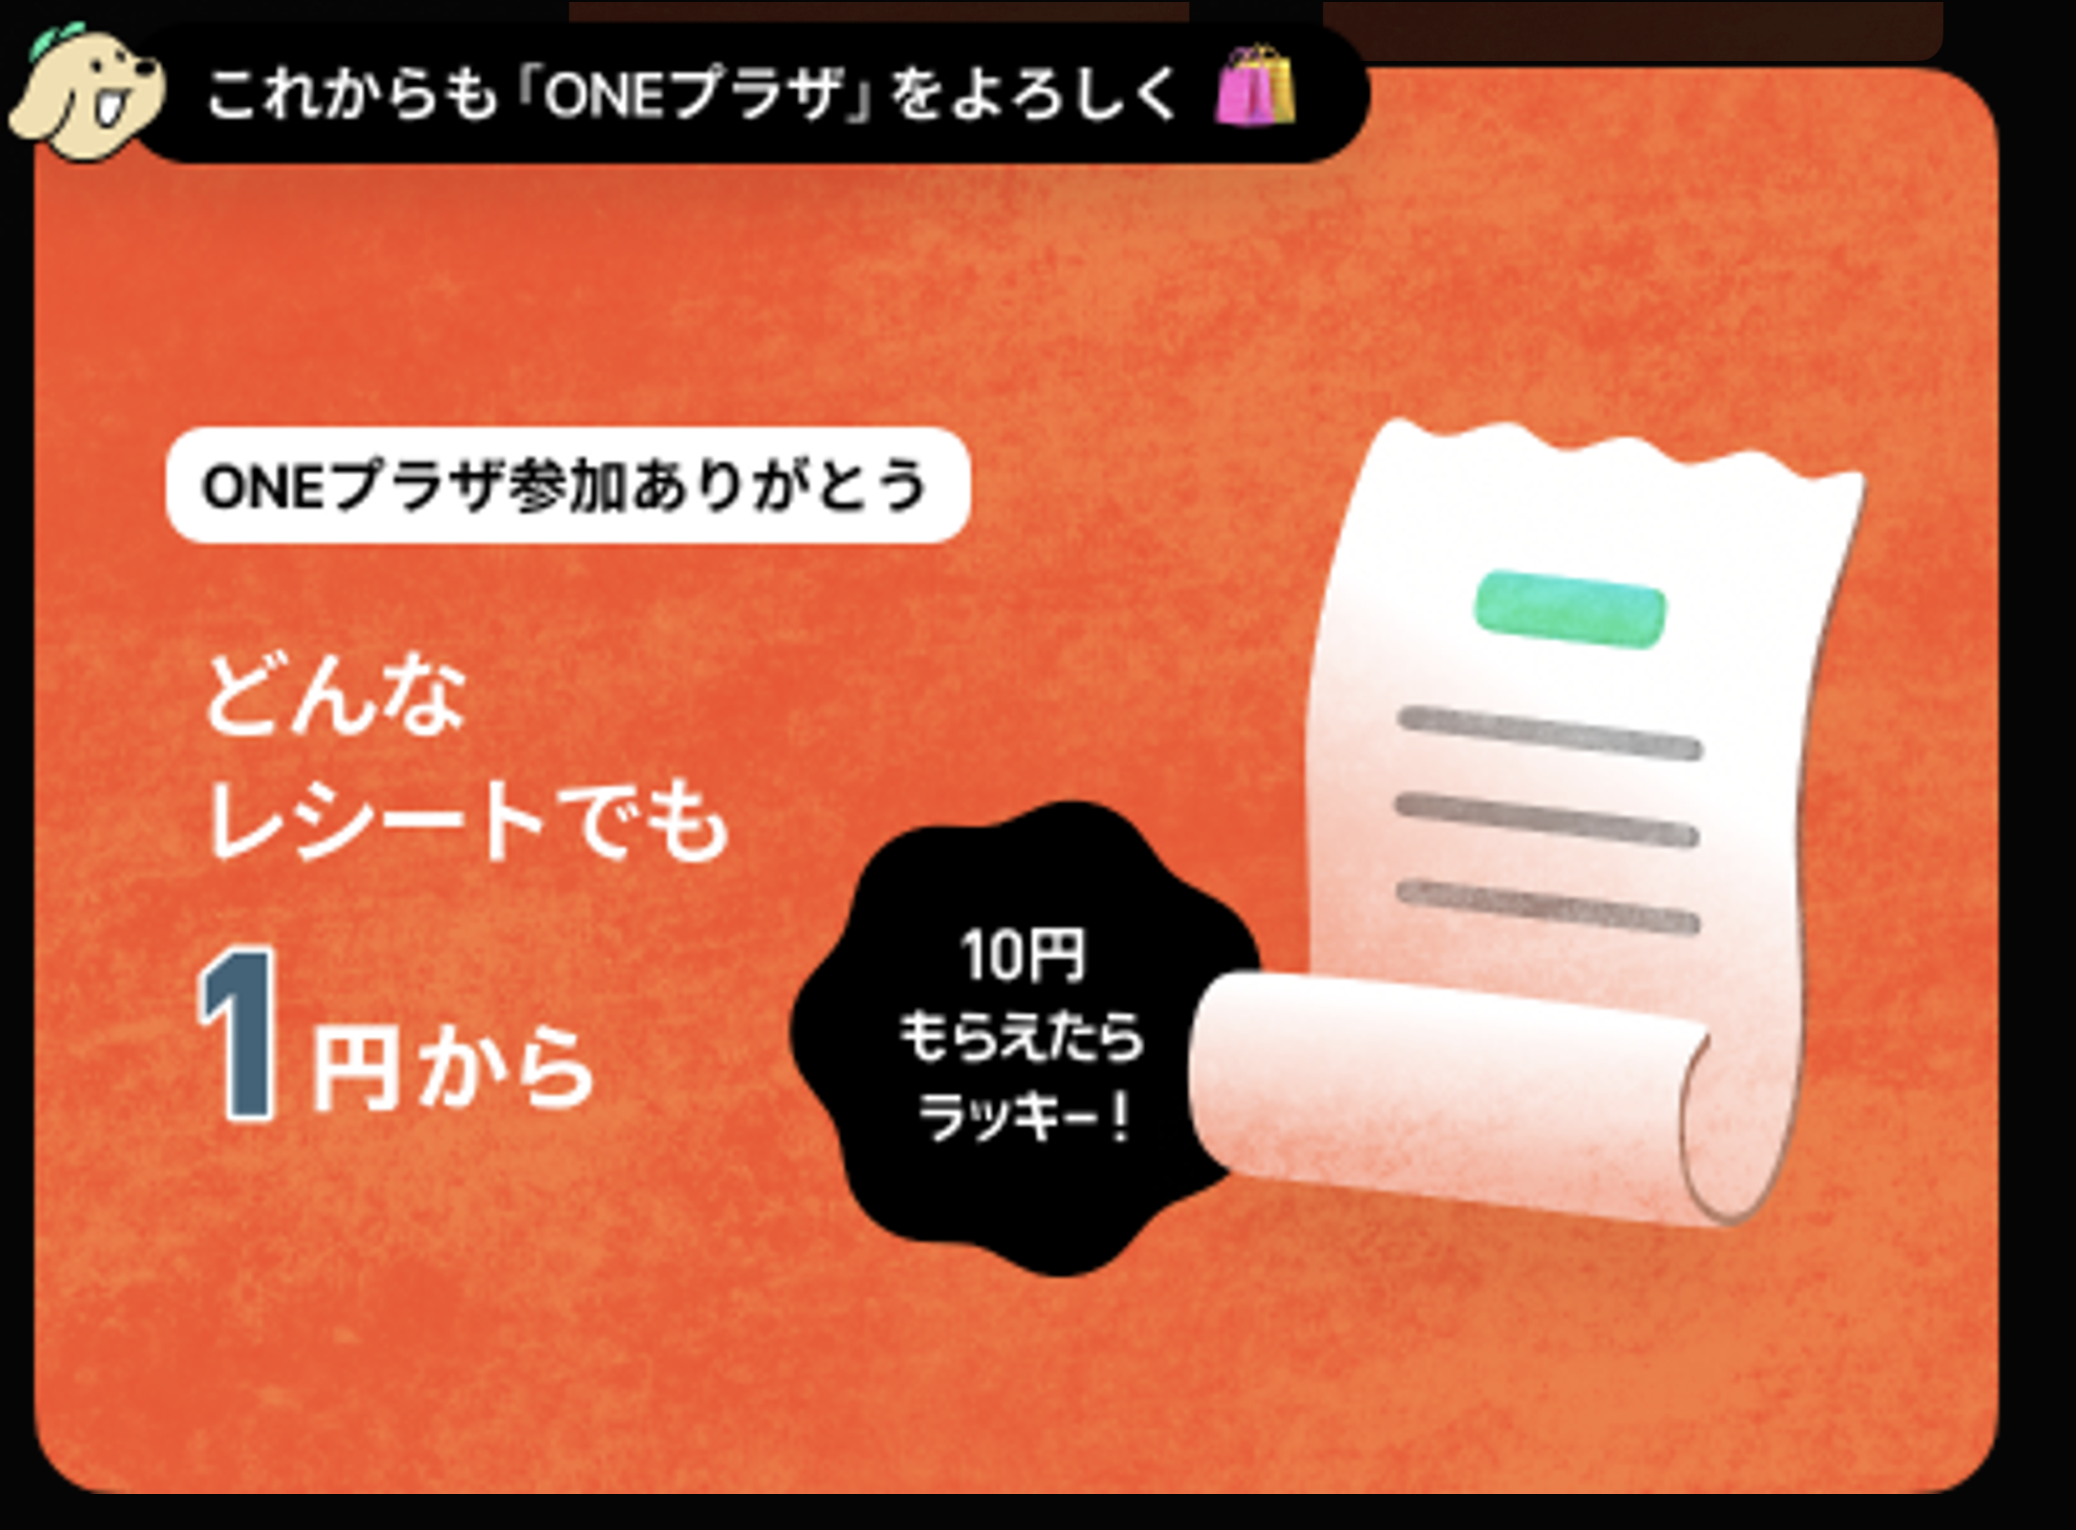 これからも「ONEプラザ」をよろしく
ONEプラザ参加ありがとう
どんな
レシートでも
1円から
10円
もらえたら
ラッキー！